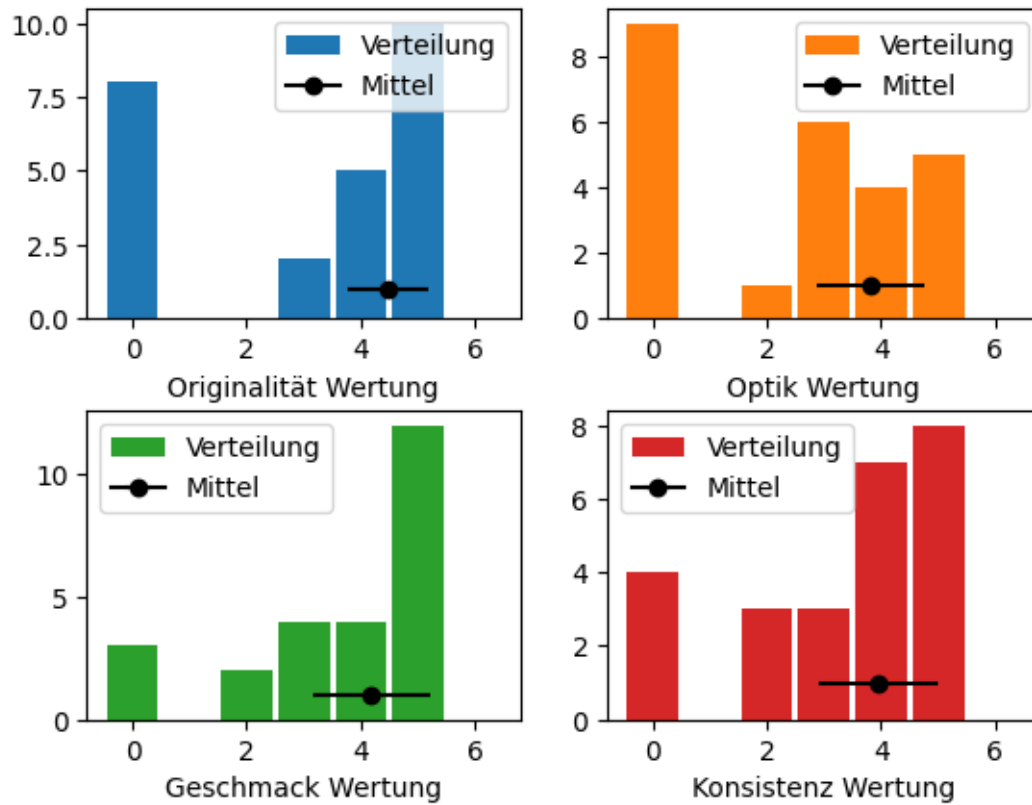 10.0
7.5
5.0
2.5
0.0
Verteilung
Mittel
0 2 4 6
Originalität Wertung
8
6
4
2
0
Verteilung
Mittel
0 2 4 6
Optik Wertung
10
5
0
Verteilung
Mittel
0 2 4 6
Geschmack Wertung
8
6
4
2
0
Verteilung
Mittel
0 2 4 6
Konsistenz Wertung